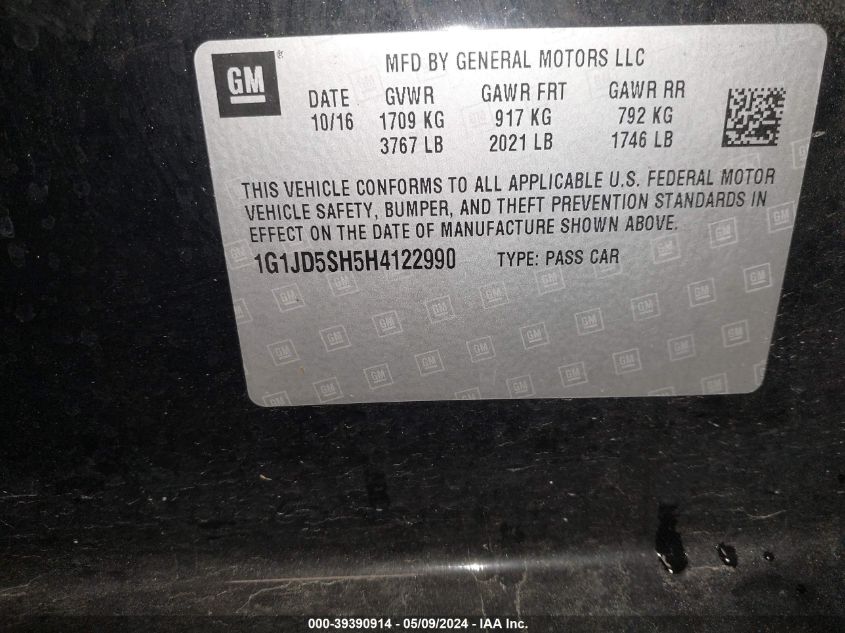 GM®
MFD BY GENERAL MOTORS LLC
DATE GVWR GAWR FRT GAWR RR
10/16 1709 KG 917 KG 792 KG
3767 LB 2021 LB 1746 LB
THIS VEHICLE CONFORMS TO ALL APPLICABLE U.S. FEDERAL MOTOR
VEHICLE SAFETY, BUMPER, AND THEFT PREVENTION STANDARDS IN
EFFECT ON THE DATE OF MANUFACTURE SHOWN ABOVE.
1G1JD5SH5H4122990 TYPE: PASS CAR
000-39390914 - 05/09/2024 - IAAI Inc.